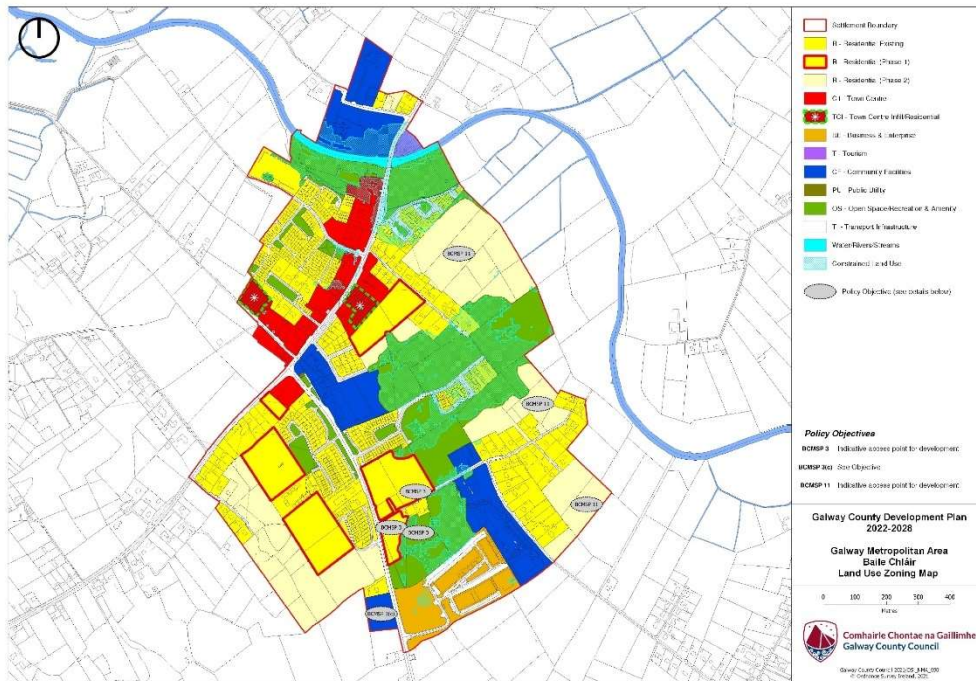 Settlement Boundary
R - Residential Existing
R - Residential (Phase 1)
R - Residential (Phase 2)
C1 - Town Centre
TCI - Town Centre Infill/Residential
BE - Business & Enterprise
T - Tourism
CF - Community Facilities
PU - Public Utility
OS - Open Space/Recreation & Amenity
TI - Transport Infrastructure
Water/Rivers/Streams
Constrained Land Use
Policy Objective (see details below)
BCMSP 11
BCMSP 11
BCMSP 11
BCMSP 3
BCMSP 3
BCMSP 3
Policy Objectives
BCMSP 3 Indicative access point for development
BCMSP 3(c) See Objective
BCMSP 11 Indicative access point for development
Galway County Development Plan
2022-2028
Galway Metropolitan Area
Baile Chláir
Land Use Zoning Map
0 100 200 300 400
Metres
Comhairle Chontae na Gaillimhe
Galway County Council
© Ordnance Survey Ireland, 2021